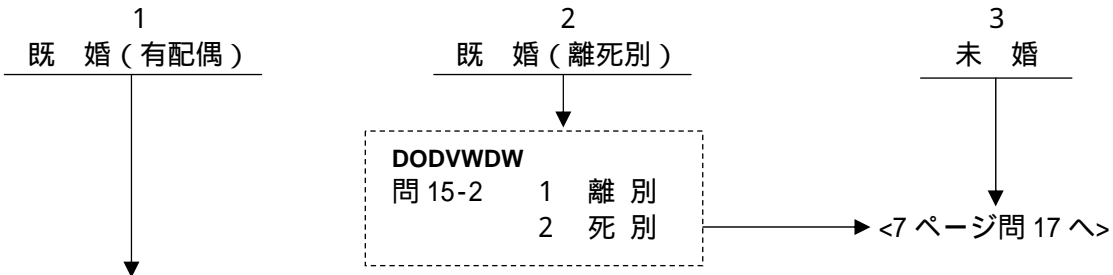 1
既 婚（有配偶）
2
既 婚（離死別）
3
未 婚
DODVWDW
問 15-2 1 離 別
2 死 別
<7 ページ問 17 へ>